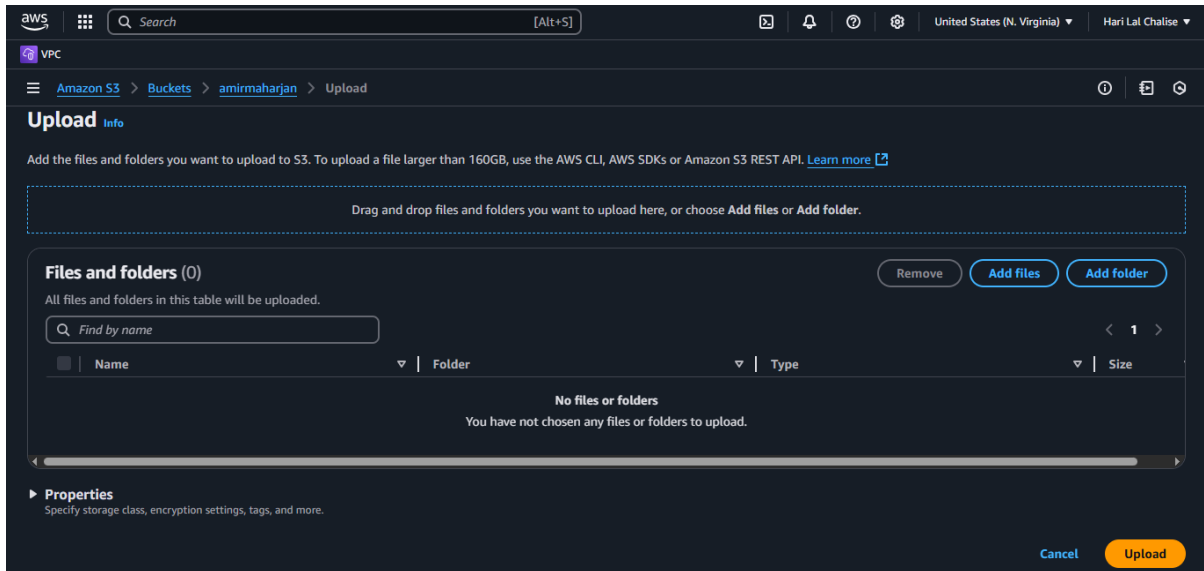 aws
Search [Alt+S] United States (N. Virginia) ▼ Hari Lal Chalise ▼
VPC
Amazon S3 > Buckets > amirmaharjan > Upload
Upload Info
Add the files and folders you want to upload to S3. To upload a file larger than 160GB, use the AWS CLI, AWS SDKs or Amazon S3 REST API. Learn more
Drag and drop files and folders you want to upload here, or choose Add files or Add folder.
Files and folders (0) Remove Add files Add folder
All files and folders in this table will be uploaded.
Find by name < 1 >
Name Folder Type Size
No files or folders
You have not chosen any files or folders to upload.
Properties
Specify storage class, encryption settings, tags, and more.
Cancel Upload